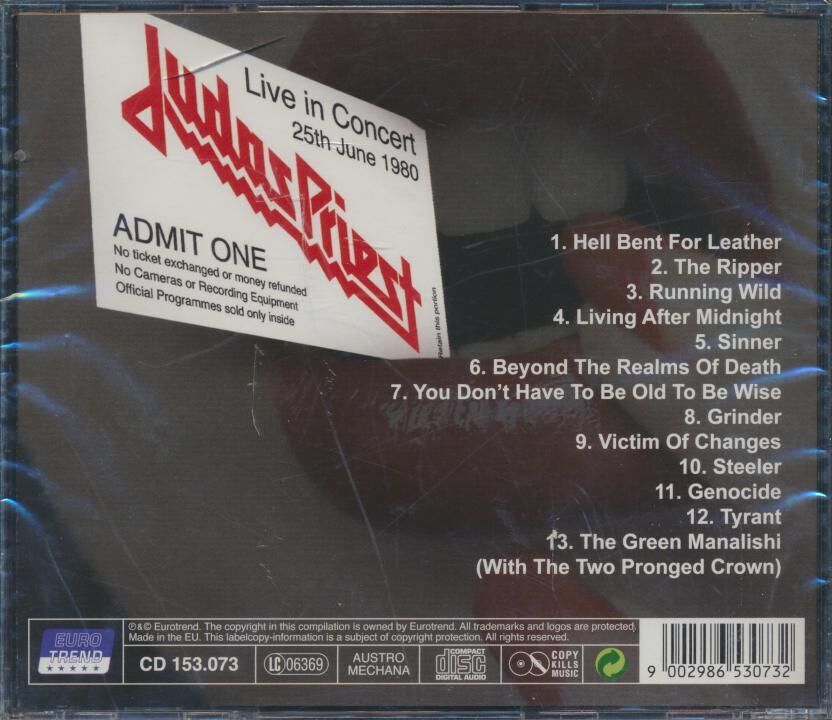 Live in Concert
25th June 1980
Judas Priest
ADMIT ONE
No ticket exchanged or money refunded
No Cameras or Recording Equipment
Official Programmes sold only inside
Retain this portion
1. Hell Bent For Leather
2. The Ripper
3. Running Wild
4. Living After Midnight
5. Sinner
6. Beyond The Realms Of Death
7. You Don't Have To Be Old To Be Wise
8. Grinder
9. Victim Of Changes
10. Steeler
11. Genocide
12. Tyrant
13. The Green Manalishi
(With The Two Pronged Crown)
EURO
TREND
℗&© Eurotrend. The copyright in this compilation is owned by Eurotrend. All trademarks and logos are protected.
Made in the EU. This labelcopy-information is a subject of copyright protection. All rights reserved.
CD 153.073
LC 06369
AUSTRO
MECHANA
COMPACT
disc
DIGITAL AUDIO
COPY
KILLS
MUSIC
9 002986 530732